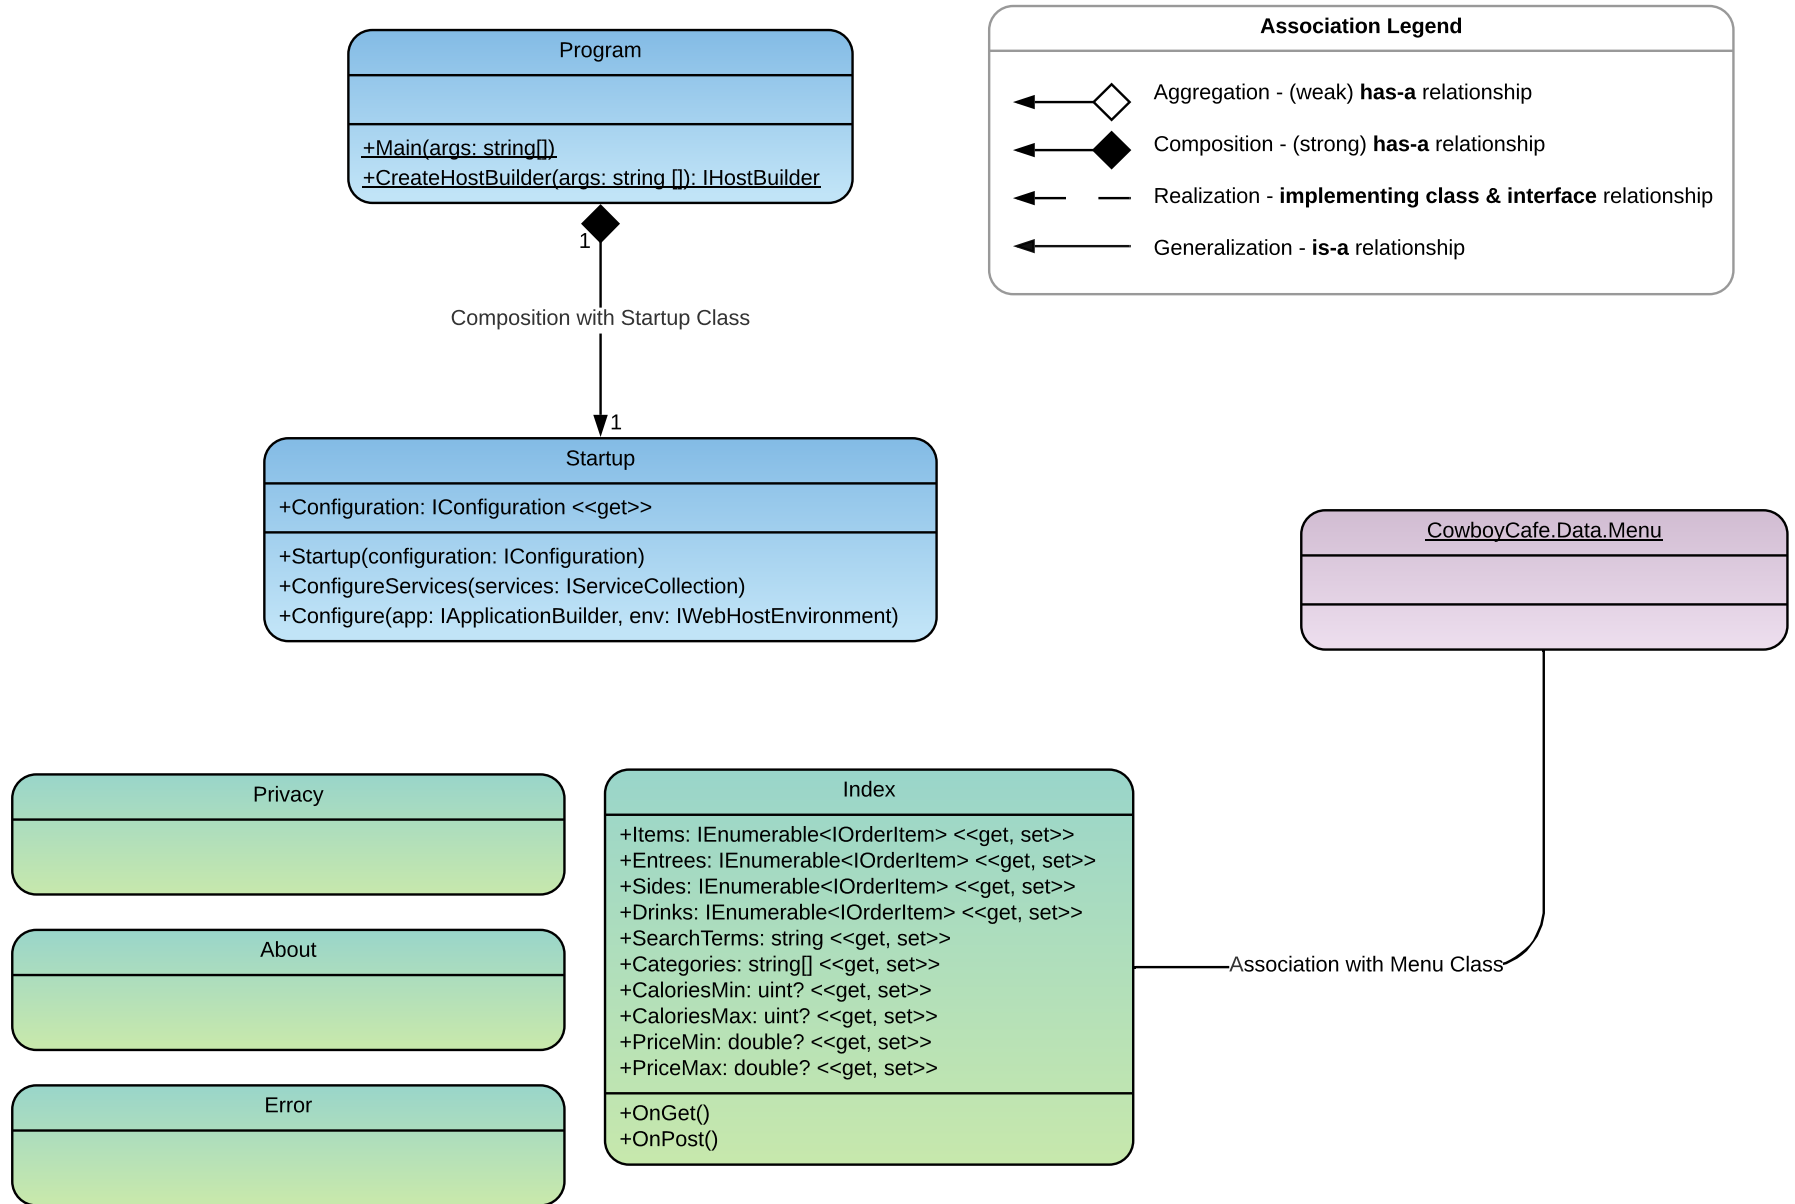 Program
+Main(args: string[])
+CreateHostBuilder(args: string []): IHostBuilder
1
Composition with Startup Class
1
Association Legend
Aggregation - (weak) has-a relationship
Composition - (strong) has-a relationship
Realization - implementing class & interface relationship
Generalization - is-a relationship
Startup
+Configuration: IConfiguration <<get>>
+Startup(configuration: IConfiguration)
+ConfigureServices(services: IServiceCollection)
+Configure(app: IApplicationBuilder, env: IWebHostEnvironment)
CowboyCafe.Data.Menu
Privacy
About
Error
Index
+Items: IEnumerable<IOrderItem> <<get, set>>
+Entrees: IEnumerable<IOrderItem> <<get, set>>
+Sides: IEnumerable<IOrderItem> <<get, set>>
+Drinks: IEnumerable<IOrderItem> <<get, set>>
+SearchTerms: string <<get, set>>
+Categories: string[] <<get, set>>
+CaloriesMin: uint? <<get, set>>
+CaloriesMax: uint? <<get, set>>
+PriceMin: double? <<get, set>>
+PriceMax: double? <<get, set>>
+OnGet()
+OnPost()
Association with Menu Class